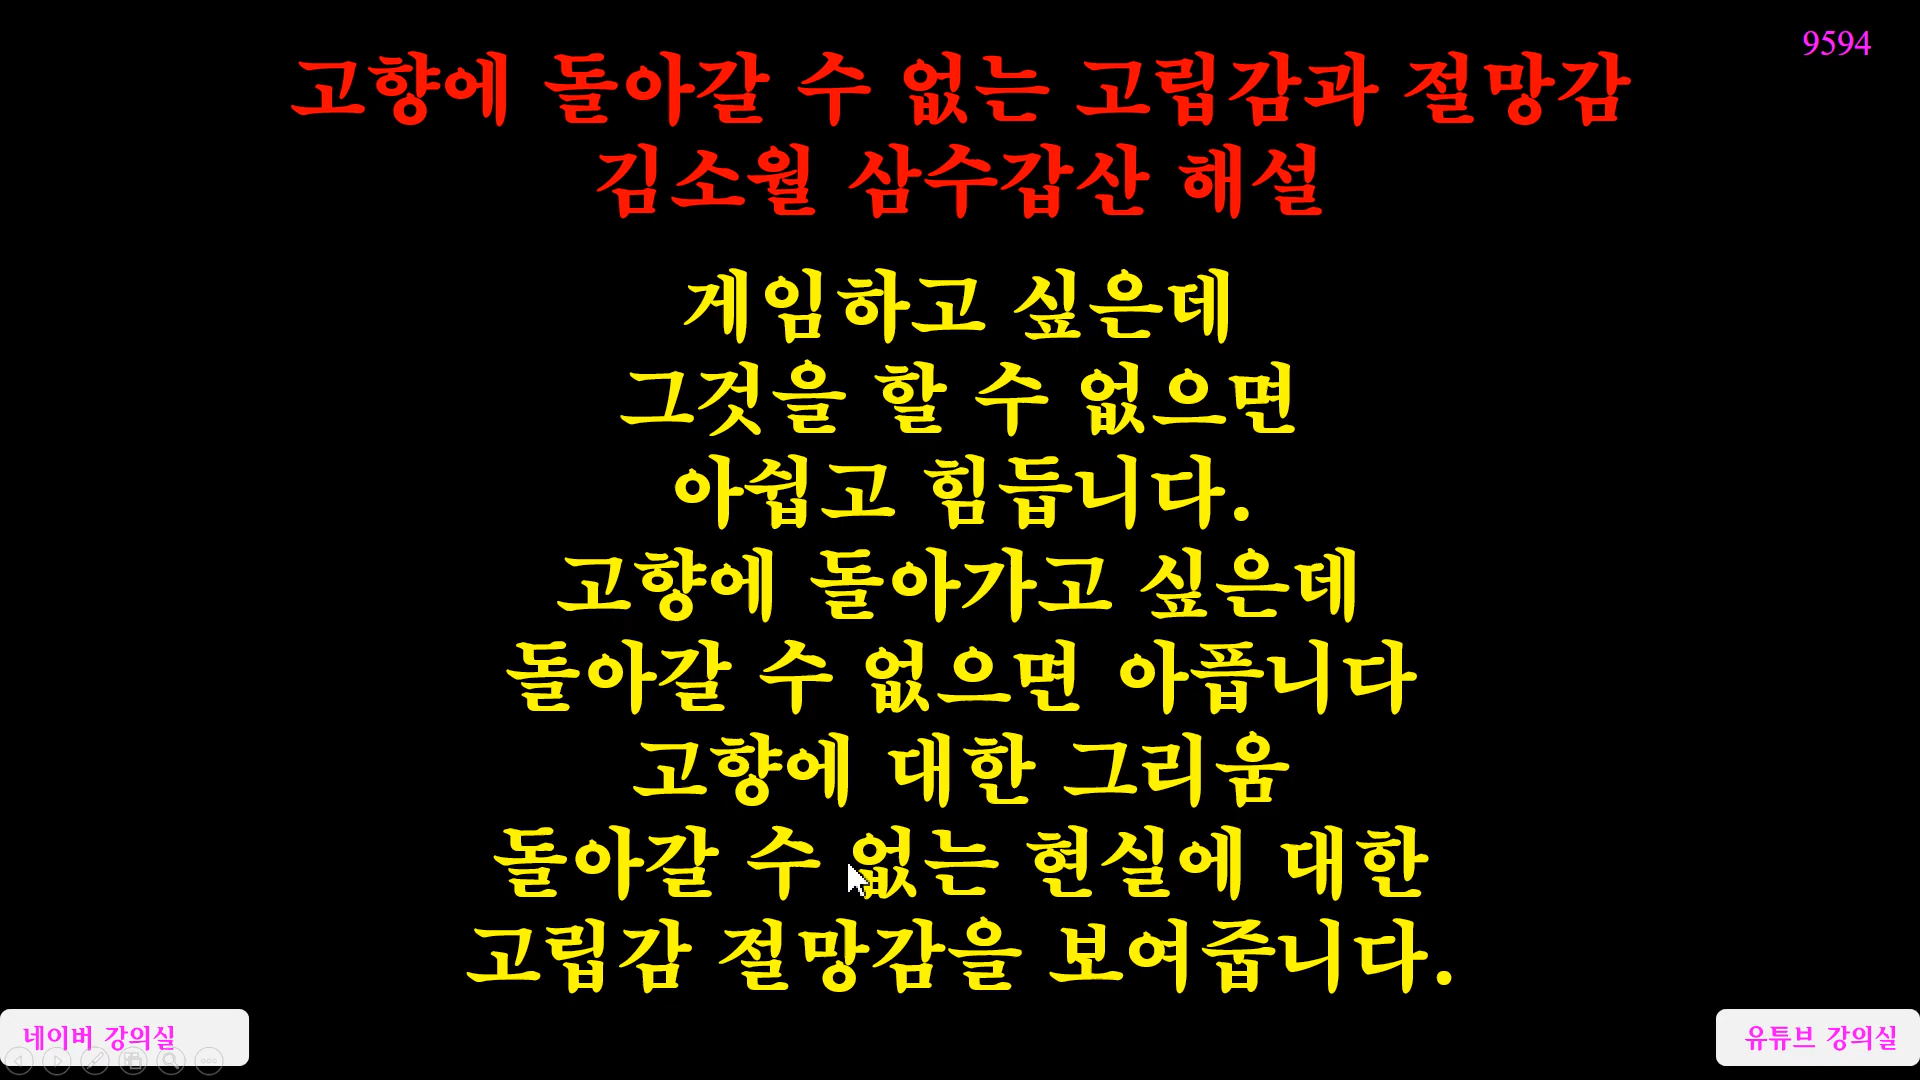 9594
고향에 돌아갈 수 없는 고립감과 절망감
김소월 삼수갑산 해설
게임하고 싶은데
그것을 할 수 없으면
아쉽고 힘듭니다.
고향에 돌아가고 싶은데
돌아갈 수 없으면 아픕니다
고향에 대한 그리움
돌아갈 수 없는 현실에 대한
고립감 절망감을 보여줍니다.
네이버 강의실
유튜브 강의실